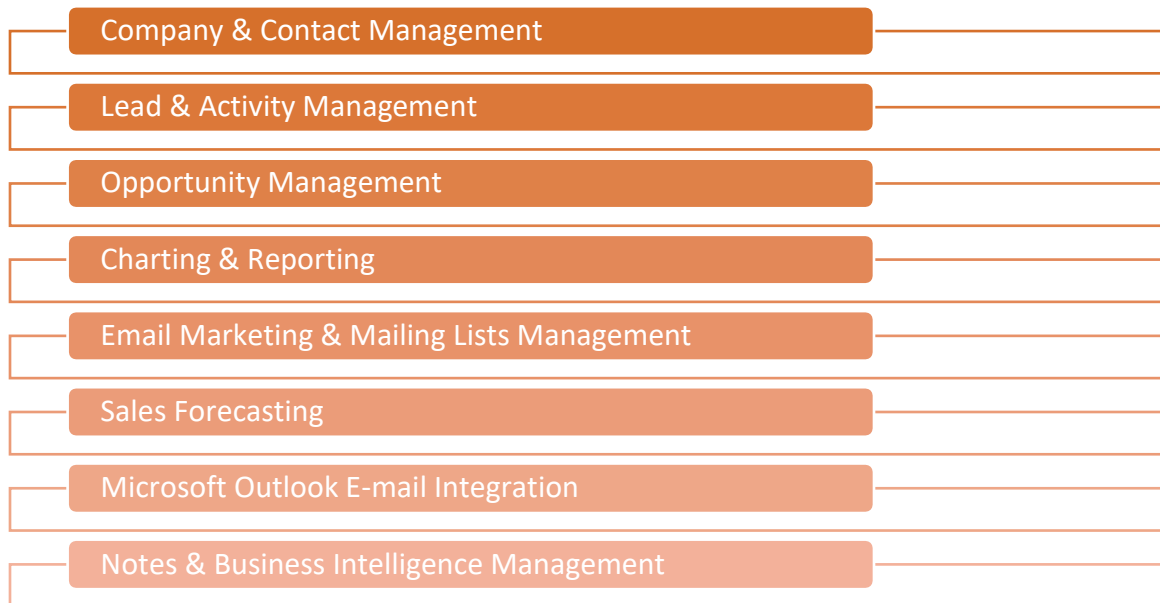 Company & Contact Management
Lead & Activity Management
Opportunity Management
Charting & Reporting
Email Marketing & Mailing Lists Management
Sales Forecasting
Microsoft Outlook E-mail Integration
Notes & Business Intelligence Management